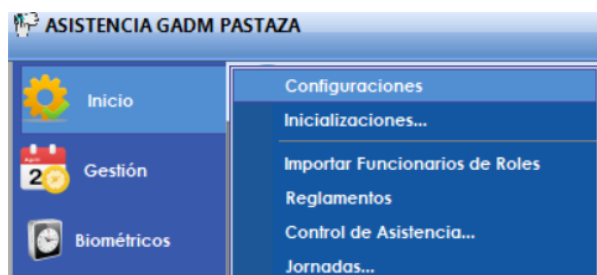 ASISTENCIA GADM PASTAZA
Inicio
Gestión
Biométricos
Configuraciones
Inicializaciones...
Importar Funcionarios de Roles
Reglamentos
Control de Asistencia...
Jornadas...